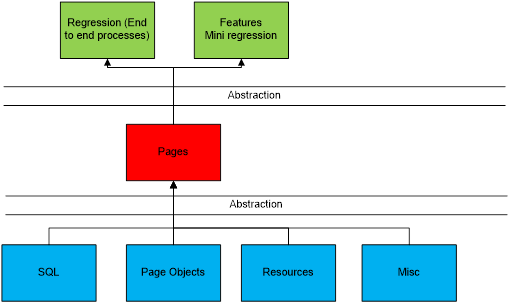 Regression (End
to end processes)
Features
Mini regression
Abstraction
Pages
Abstraction
SQL
Page Objects
Resources
Misc